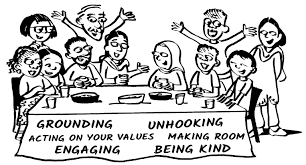 GROUNDING UNHOOKING
ACTING ON YOUR VALUES MAKING ROOM
ENGAGING BEING KIND